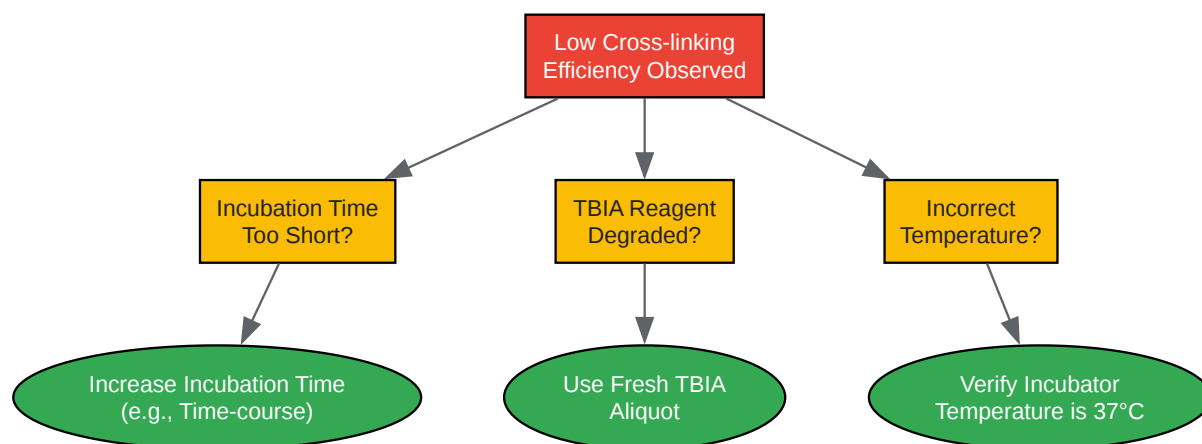 Low Cross-linking
Efficiency Observed
Incubation Time
Too Short?
TBIA Reagent
Degraded?
Incorrect
Temperature?
Increase Incubation Time
(e.g., Time-course)
Use Fresh TBIA
Aliquot
Verify Incubator
Temperature is 37°C